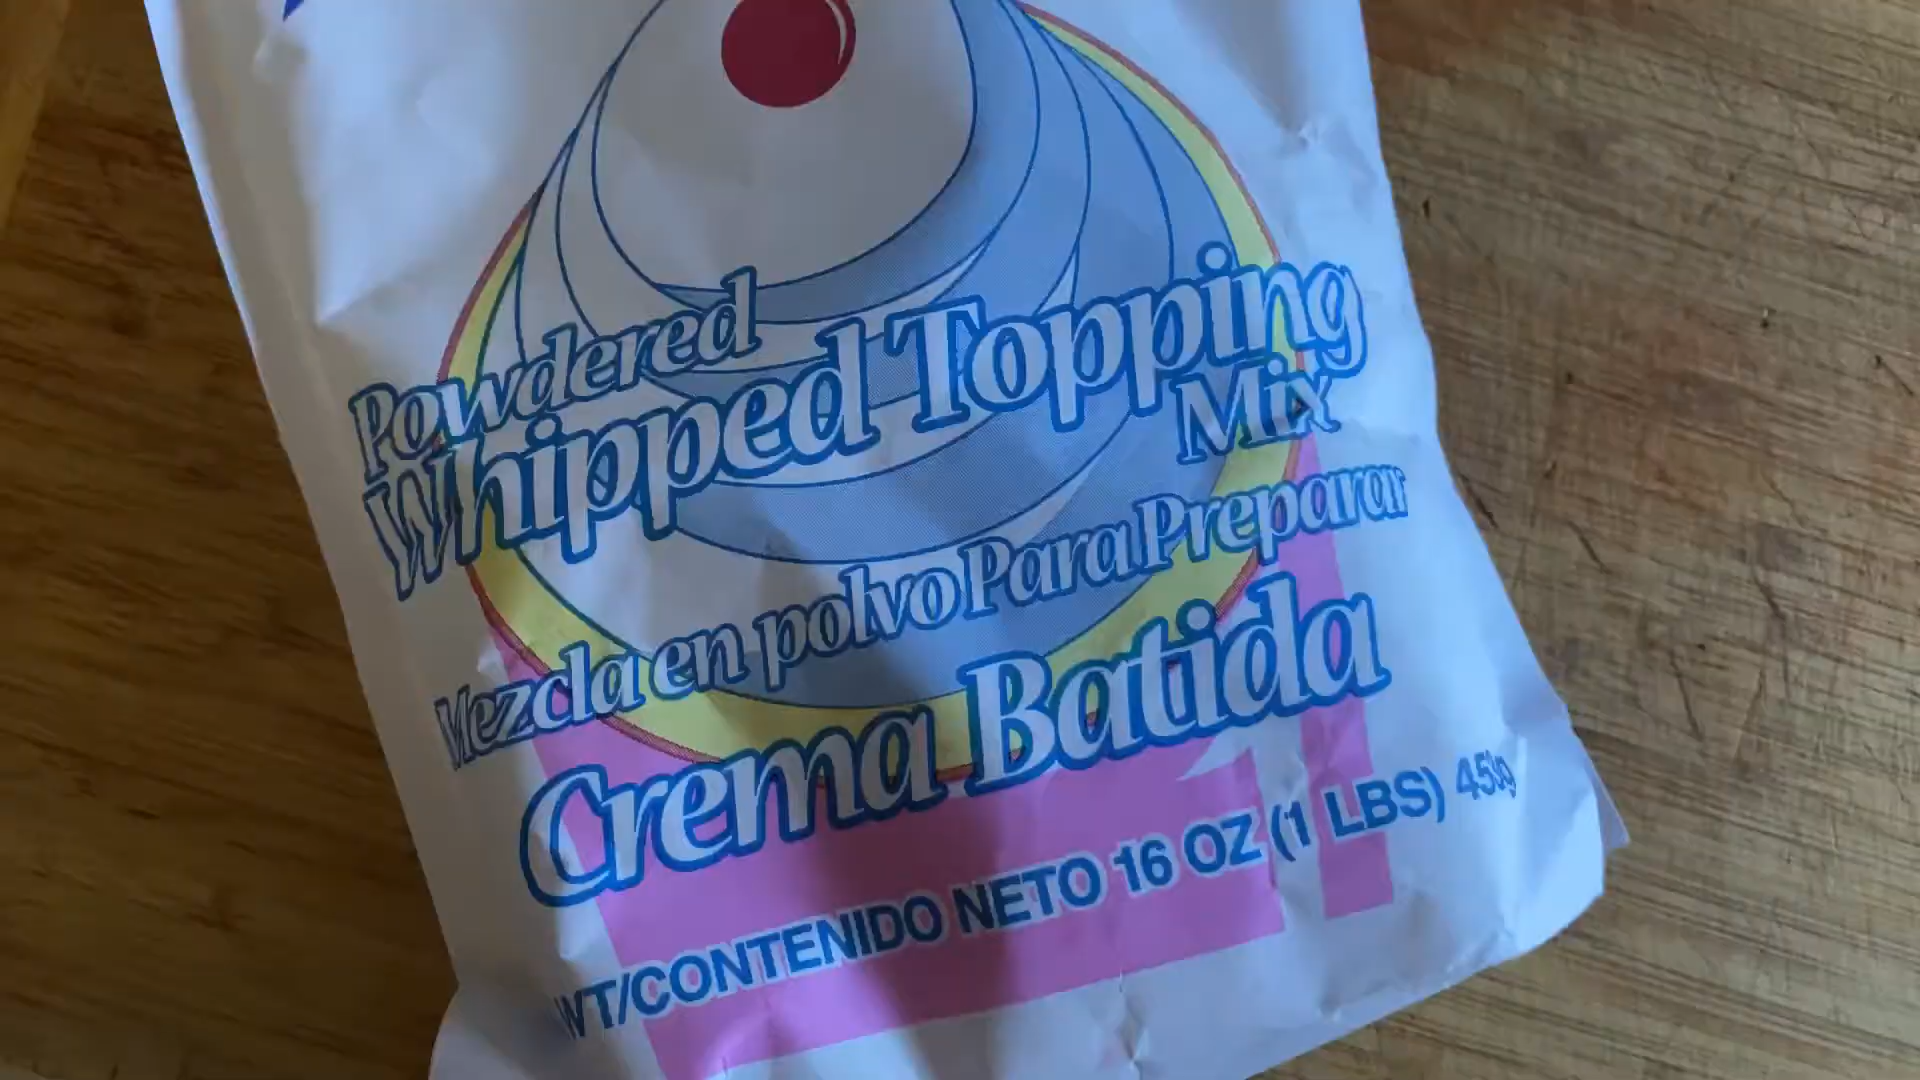 Powdered
Whipped Topping
Mix
Mezcla en polvo Para Preparar
Crema Batida
WT/CONTENIDO NETO 16 OZ (1 LBS) 453g